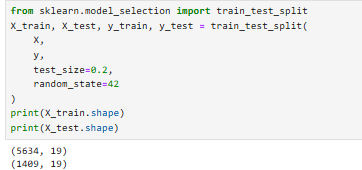 from sklearn.model_selection import train_test_split
X_train, X_test, y_train, y_test = train_test_split(
    X,
    y,
    test_size=0.2,
    random_state=42
)
print(X_train.shape)
print(X_test.shape)
(5634, 19)
(1409, 19)